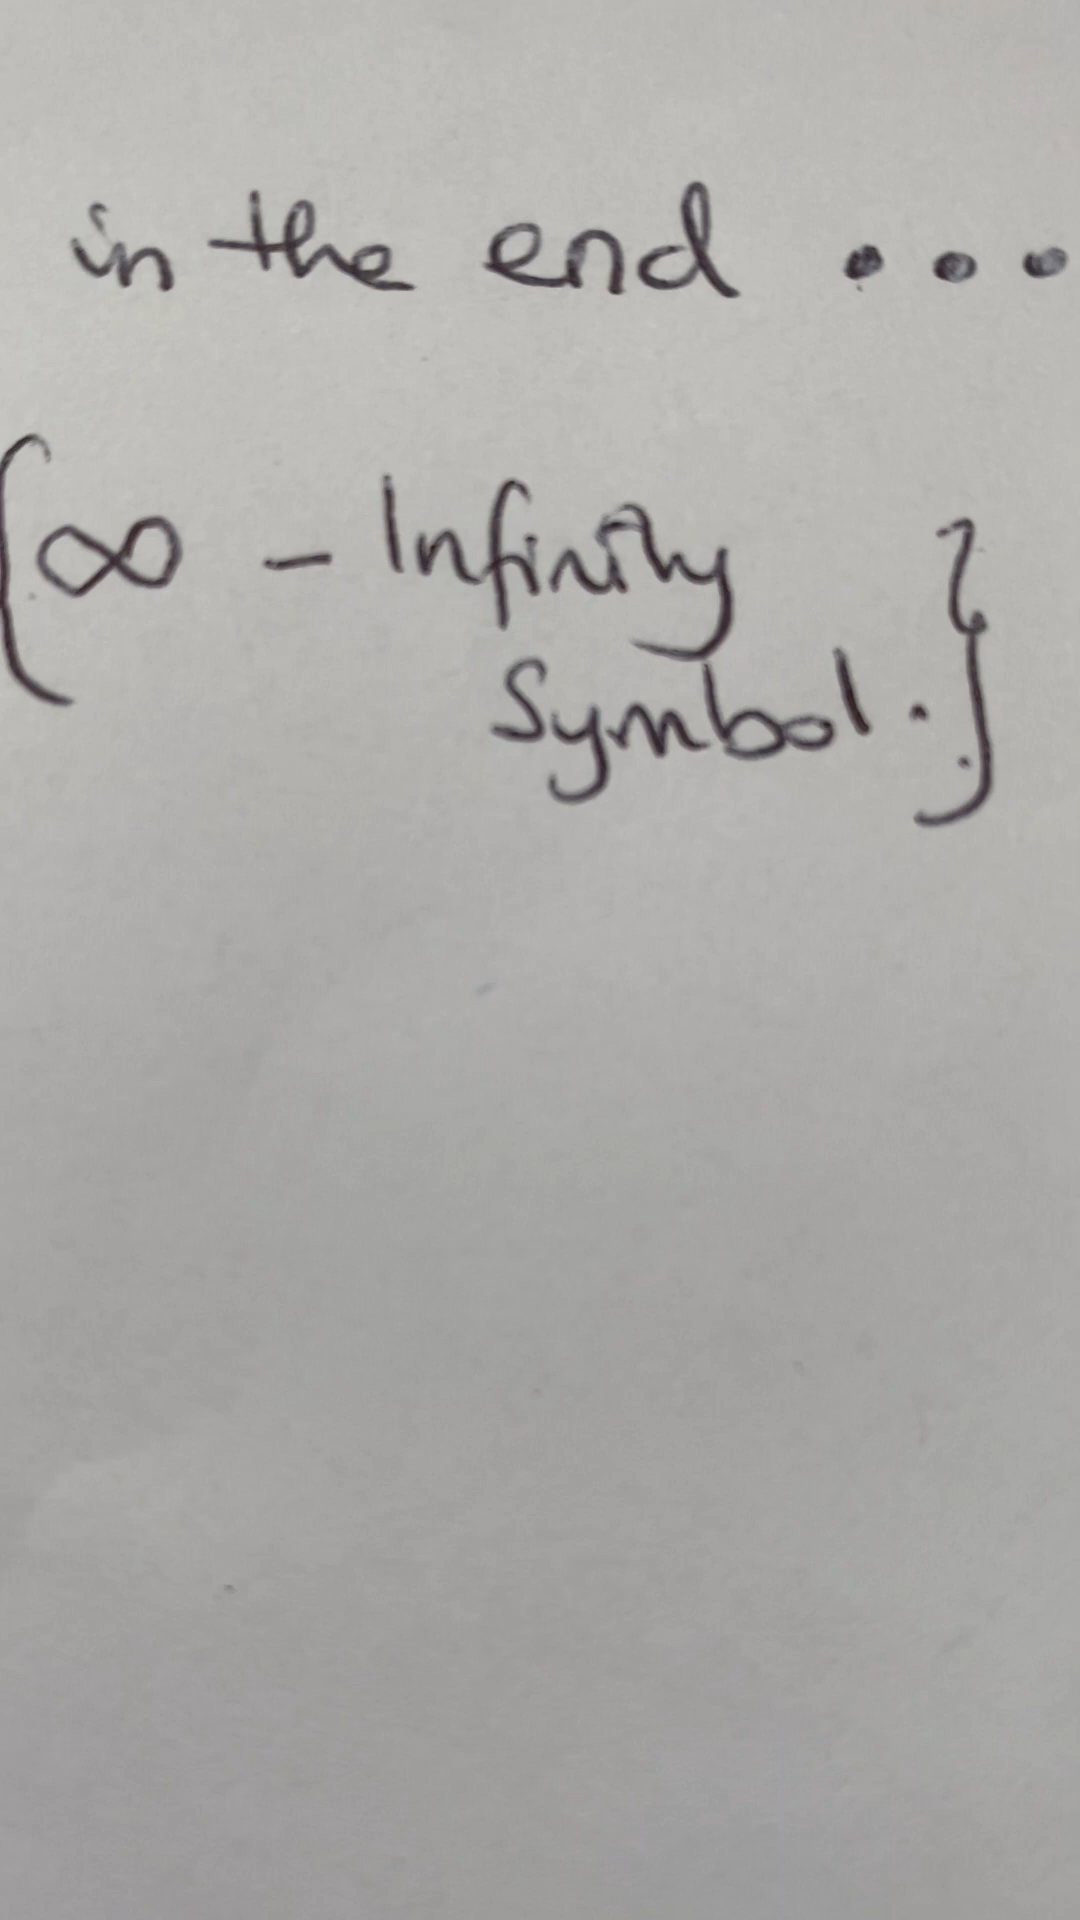 in the end ...
{∞ - Infinity
Symbol.}